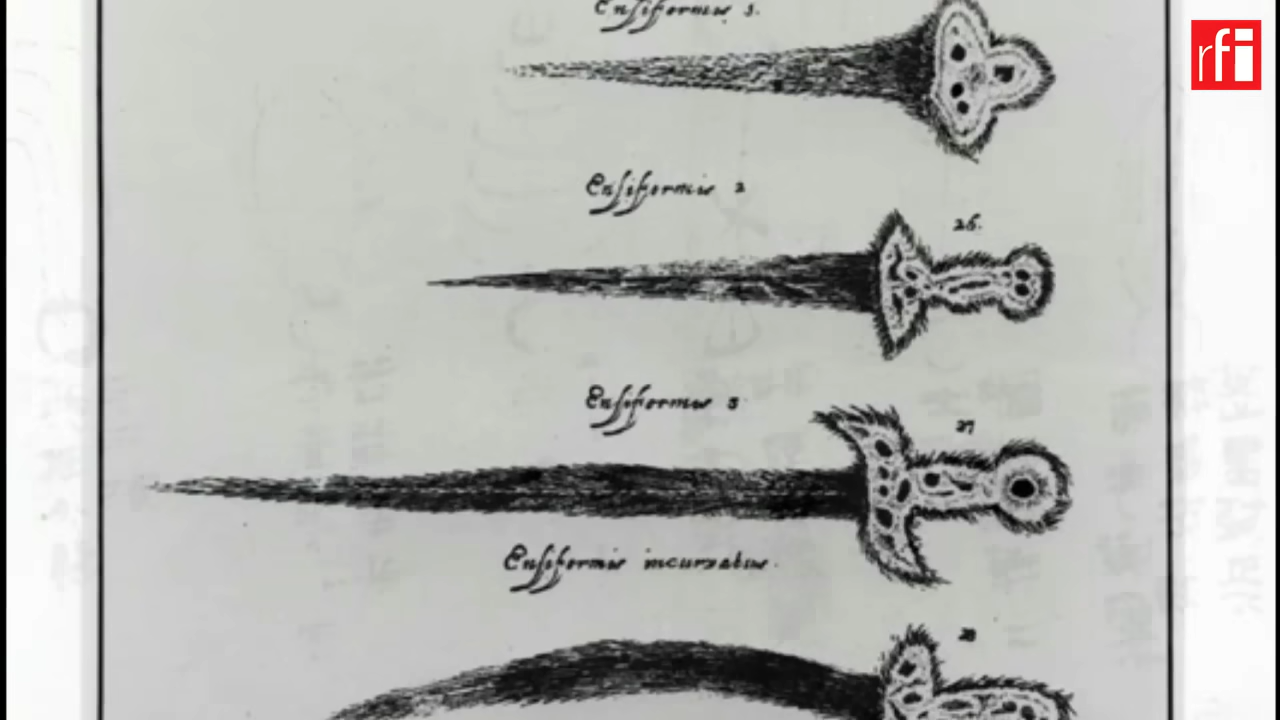 Ensiformis 1.
rfi
Ensiformis 2
26.
Ensiformis 3
27
Ensiformis incurvatus.
28